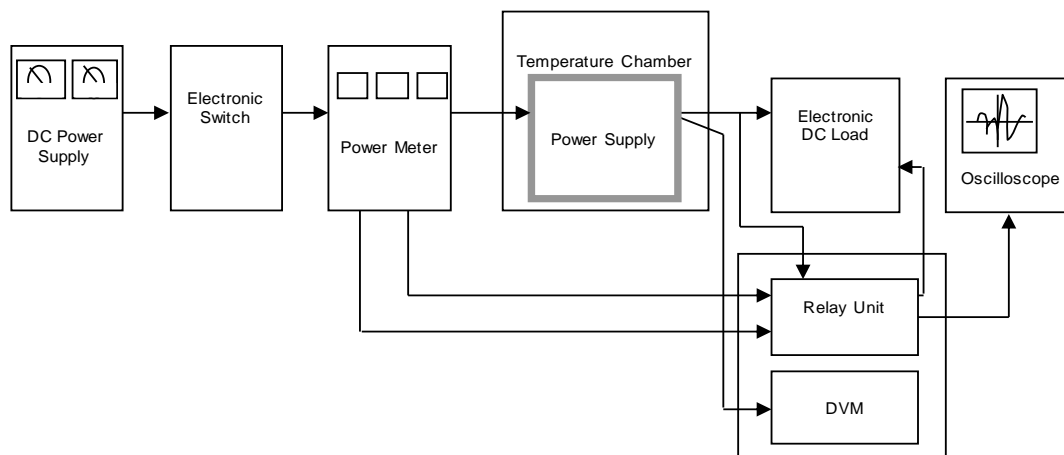 DC Power
Supply
Electronic
Switch
Power Meter
Temperature Chamber
Power Supply
Electronic
DC Load
Oscilloscope
Relay Unit
DVM